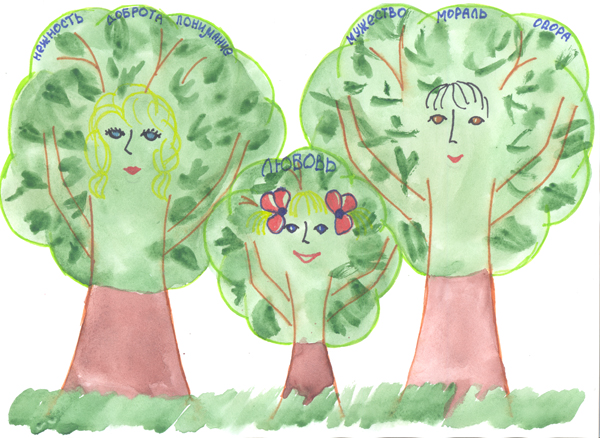 НЕЖНОСТЬ ДОБРОТА ПОНИМАНИЕ
МУЖЕСТВО МОРАЛЬ ОПОРА
ЛЮБОВЬ